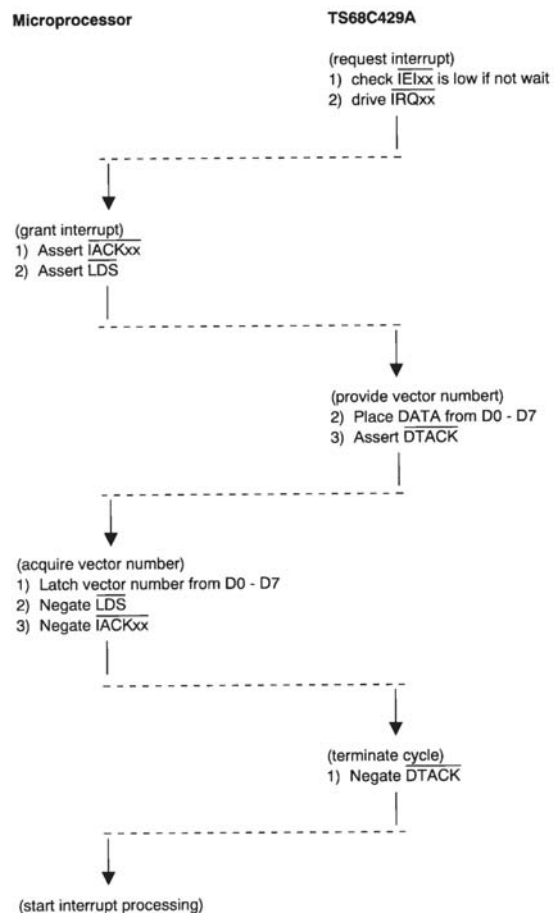 Microprocessor TS68C429A
(request interrupt)
1) check IEIxx is low if not wait
2) drive IRQxx
(grant interrupt)
1) Assert IACKxx
2) Assert LDS
(provide vector numbert)
2) Place DATA from D0 - D7
3) Assert DTACK
(acquire vector number)
1) Latch vector number from D0 - D7
2) Negate LDS
3) Negate IACKxx
(terminate cycle)
1) Negate DTACK
(start interrupt processing)